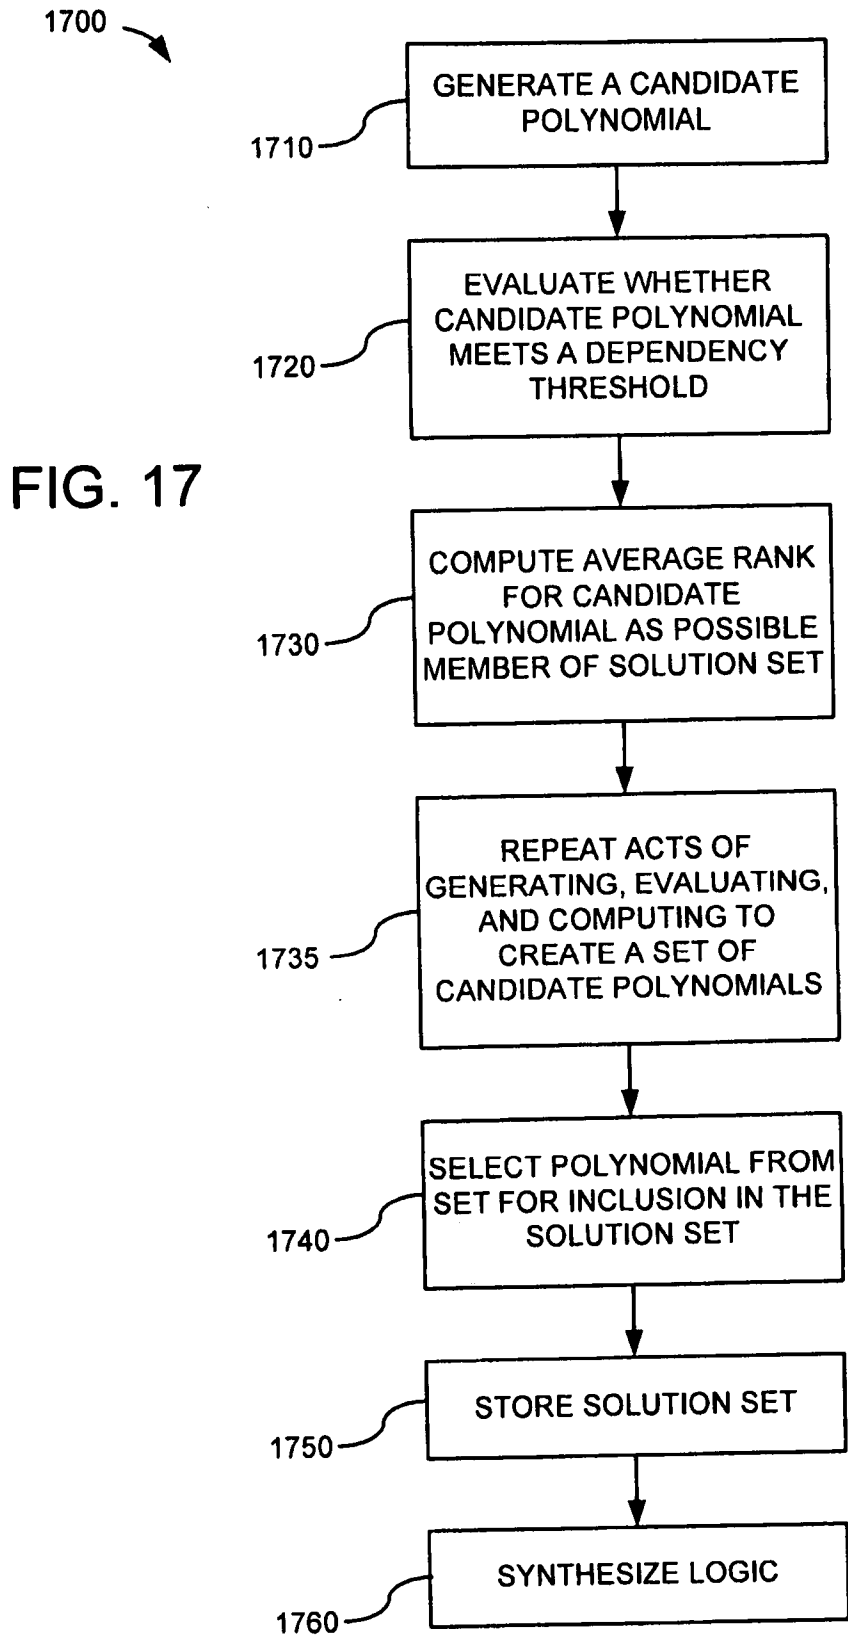 1700
GENERATE A CANDIDATE
POLYNOMIAL
1710
EVALUATE WHETHER
CANDIDATE POLYNOMIAL
MEETS A DEPENDENCY
THRESHOLD
1720
FIG. 17
COMPUTE AVERAGE RANK
FOR CANDIDATE
POLYNOMIAL AS POSSIBLE
MEMBER OF SOLUTION SET
1730
REPEAT ACTS OF
GENERATING, EVALUATING,
AND COMPUTING TO
CREATE A SET OF
CANDIDATE POLYNOMIALS
1735
SELECT POLYNOMIAL FROM
SET FOR INCLUSION IN THE
SOLUTION SET
1740
STORE SOLUTION SET
1750
SYNTHESIZE LOGIC
1760